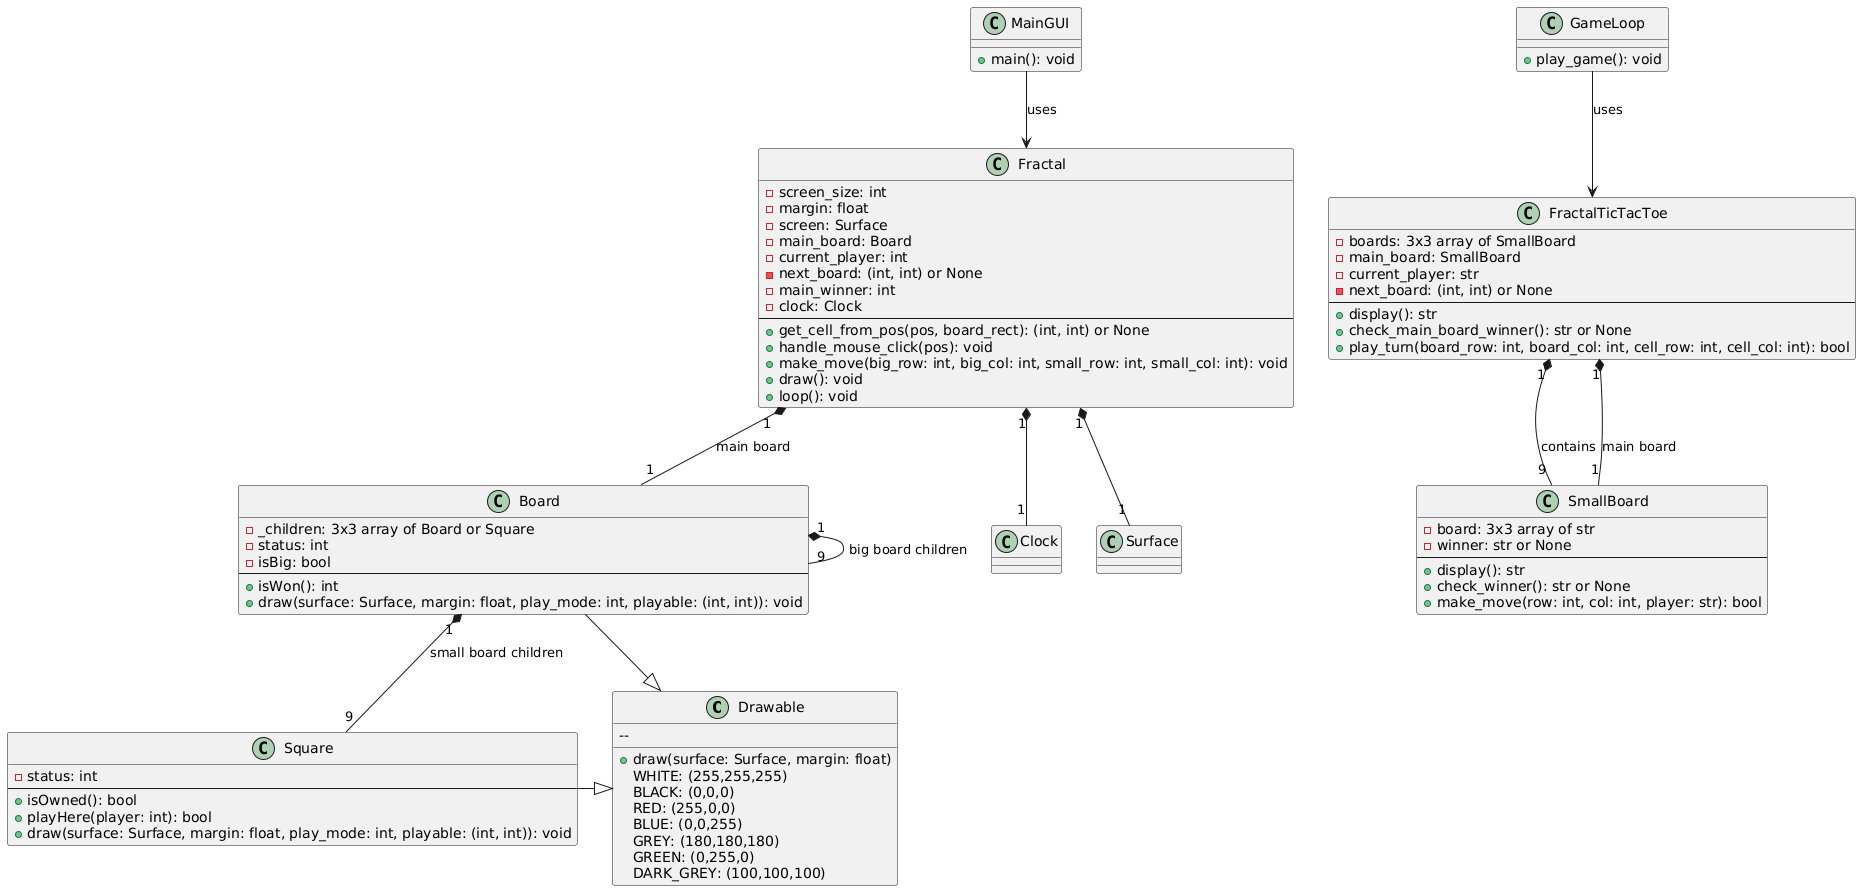 C MainGUI
main(): void
uses
C GameLoop
play_game(): void
uses
C Fractal
screen_size: int
margin: float
screen: Surface
main_board: Board
current_player: int
next_board: (int, int) or None
main_winner: int
clock: Clock
get_cell_from_pos(pos, board_rect): (int, int) or None
handle_mouse_click(pos): void
make_move(big_row: int, big_col: int, small_row: int, small_col: int): void
draw(): void
loop(): void
C FractalTicTacToe
boards: 3x3 array of SmallBoard
main_board: SmallBoard
current_player: str
next_board: (int, int) or None
display(): str
check_main_board_winner(): str or None
play_turn(board_row: int, board_col: int, cell_row: int, cell_col: int): bool
1
main board
1
1
1
1
1
1
contains
9
1
main board
1
C Board
_children: 3x3 array of Board or Square
status: int
isBig: bool
isWon(): int
draw(surface: Surface, margin: float, play_mode: int, playable: (int, int)): void
1
9
big board children
C Clock
C Surface
C SmallBoard
board: 3x3 array of str
winner: str or None
display(): str
check_winner(): str or None
make_move(row: int, col: int, player: str): bool
1
small board children
9
C Square
status: int
isOwned(): bool
playHere(player: int): bool
draw(surface: Surface, margin: float, play_mode: int, playable: (int, int)): void
C Drawable
--
draw(surface: Surface, margin: float)
WHITE: (255,255,255)
BLACK: (0,0,0)
RED: (255,0,0)
BLUE: (0,0,255)
GREY: (180,180,180)
GREEN: (0,255,0)
DARK_GREY: (100,100,100)